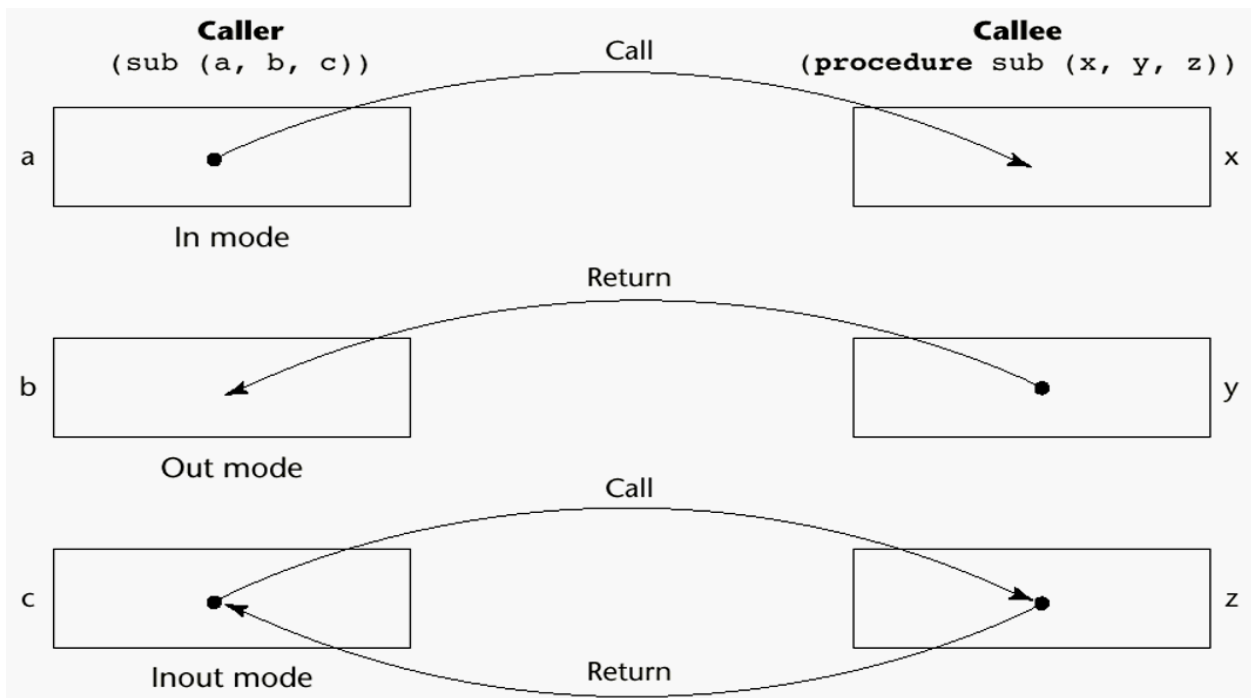 Caller
(sub (a, b, c))
Call
Callee
(procedure sub (x, y, z))
a
x
In mode
Return
b
y
Out mode
Call
c
z
Inout mode
Return